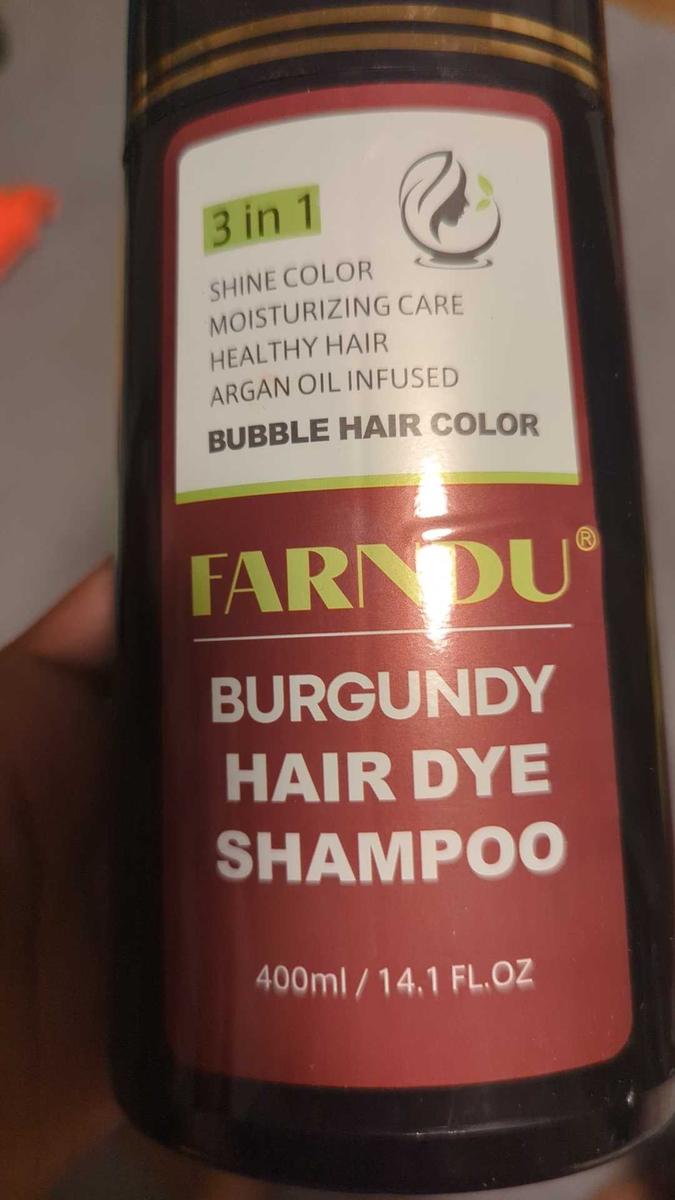 3 in 1
SHINE COLOR
MOISTURIZING CARE
HEALTHY HAIR
ARGAN OIL INFUSED
BUBBLE HAIR COLOR
FARNDU®
BURGUNDY
HAIR DYE
SHAMPOO
400ml / 14.1 FL.OZ